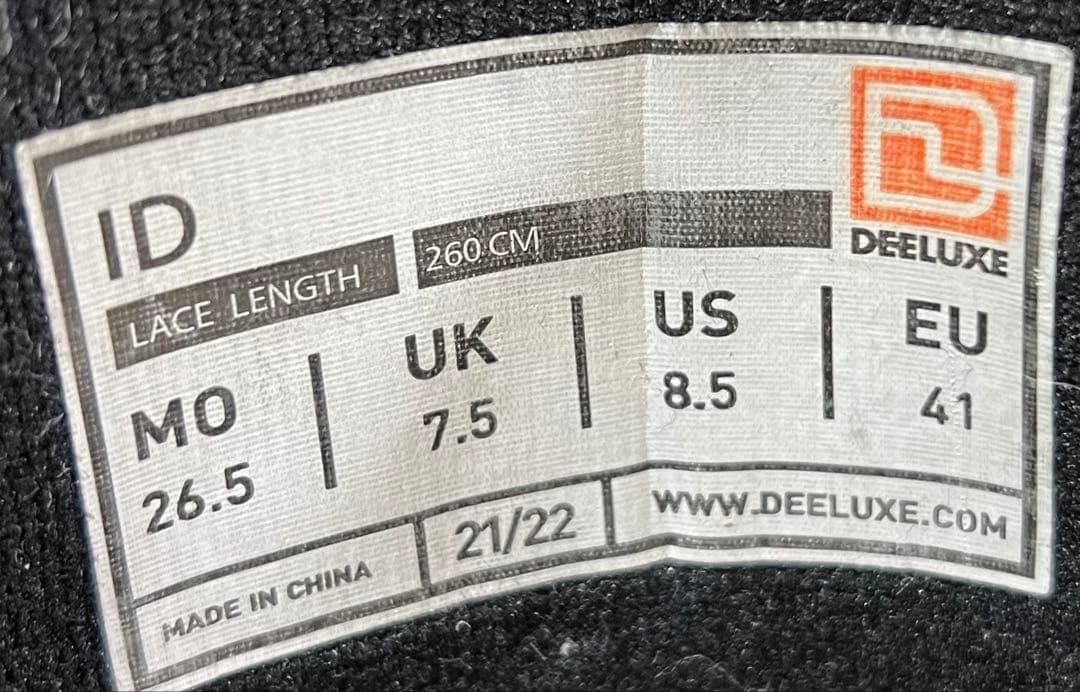 ID
DEELUXE
LACE LENGTH 260 CM
MO UK US EU
26.5 7.5 8.5 41
MADE IN CHINA 21/22 WWW.DEELUXE.COM